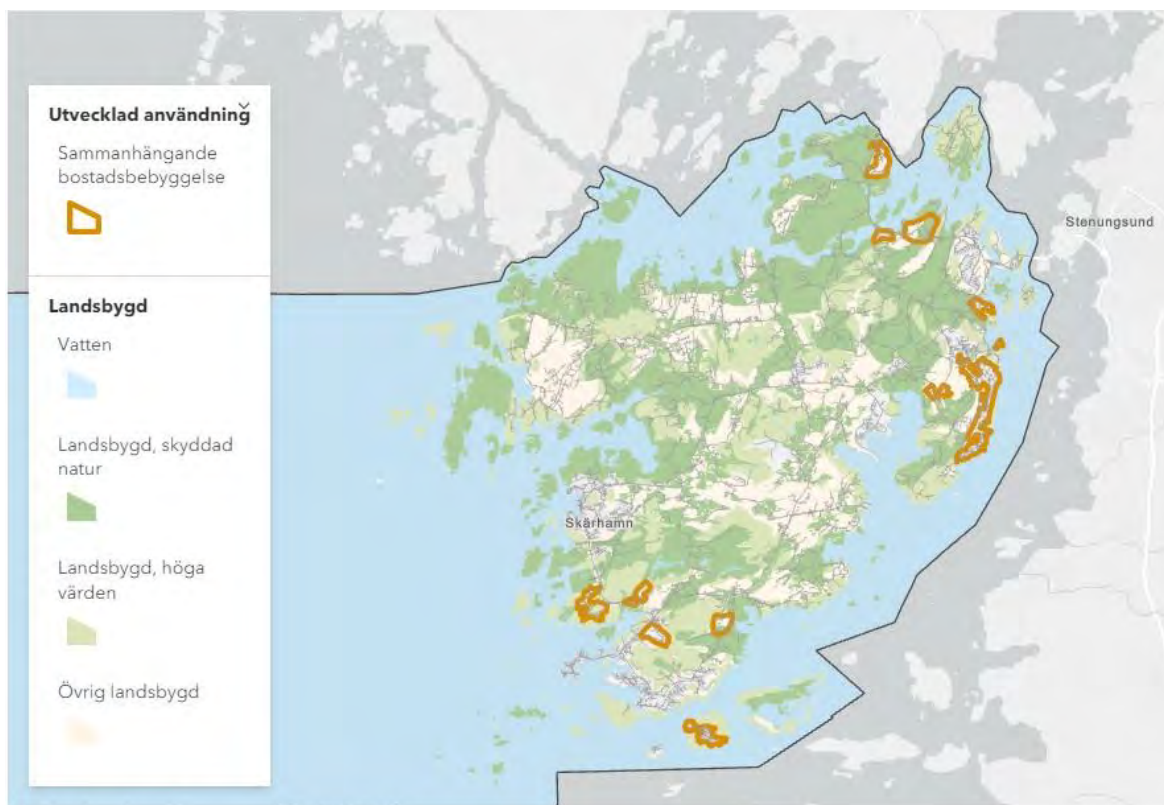 Utvecklad användning
Sammanhängande
bostadsbebyggelse
Landsbygd
Vatten
Landsbygd, skyddad
natur
Landsbygd, höga
värden
Övrig landsbygd
Stenungsund
Skärhamn